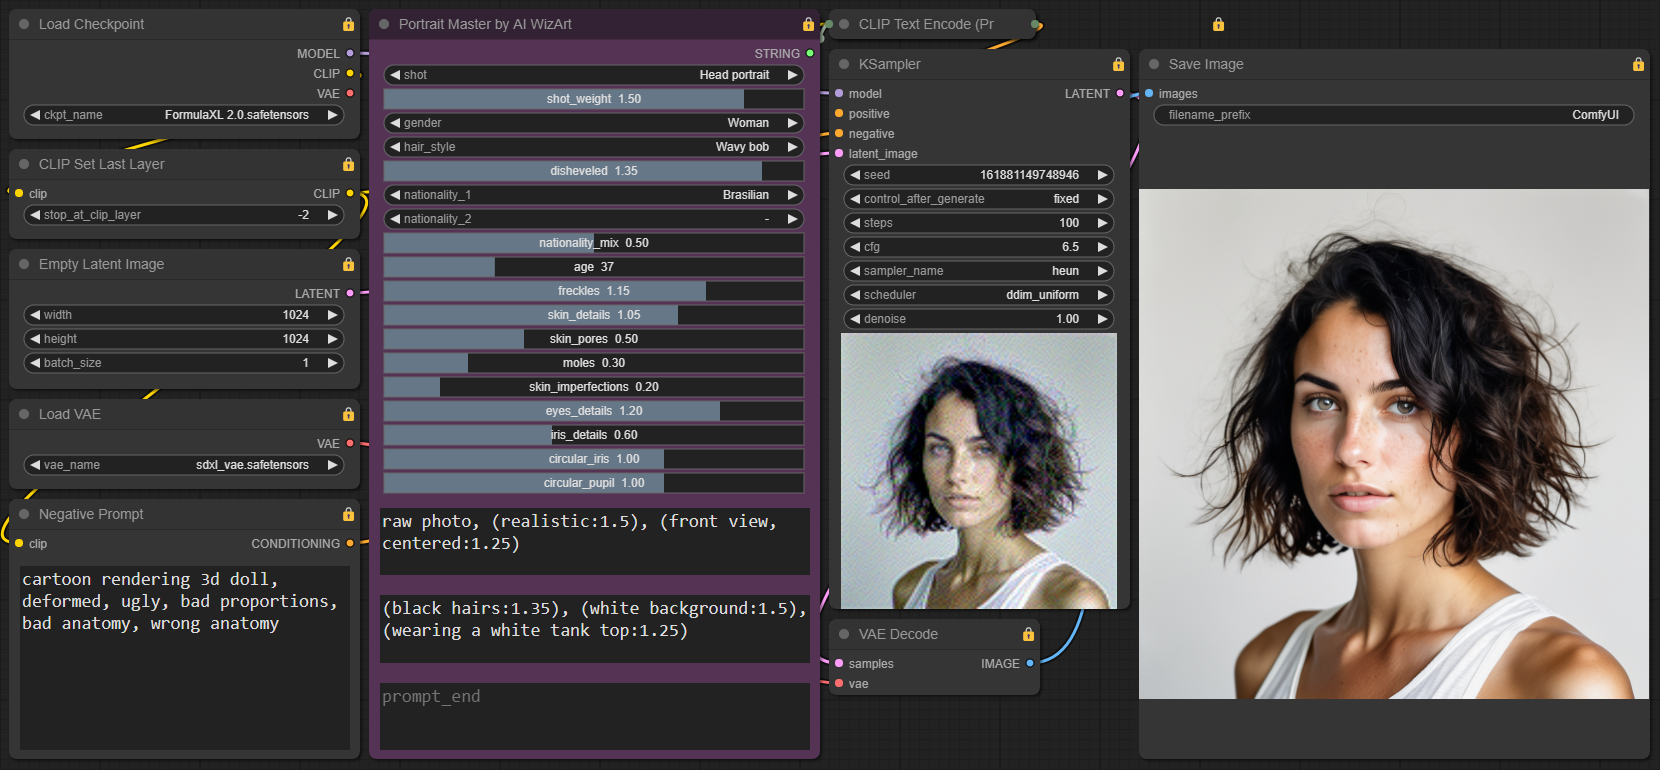 Load Checkpoint
MODEL
CLIP
VAE
ckpt_name FormulaXL 2.0.safetensors
CLIP Set Last Layer
clip CLIP
stop_at_clip_layer -2
Empty Latent Image
LATENT
width 1024
height 1024
batch_size 1
Load VAE
VAE
vae_name sdxl_vae.safetensors
Negative Prompt
clip CONDITIONING
cartoon rendering 3d doll,
deformed, ugly, bad proportions,
bad anatomy, wrong anatomy
Portrait Master by AI WizArt
STRING
shot Head portrait
shot_weight 1.50
gender Woman
hair_style Wavy bob
disheveled 1.35
nationality_1 Brasilian
nationality_2 -
nationality_mix 0.50
age 37
freckles 1.15
skin_details 1.05
skin_pores 0.50
moles 0.30
skin_imperfections 0.20
eyes_details 1.20
iris_details 0.60
circular_iris 1.00
circular_pupil 1.00
raw photo, (realistic:1.5), (front view,
centered:1.25)
(black hairs:1.35), (white background:1.5),
(wearing a white tank top:1.25)
prompt_end
CLIP Text Encode (Pr
KSampler
model LATENT
positive
negative
latent_image
seed 161881149748946
control_after_generate fixed
steps 100
cfg 6.5
sampler_name heun
scheduler ddim_uniform
denoise 1.00
VAE Decode
samples IMAGE
vae
Save Image
images
filename_prefix ComfyUI